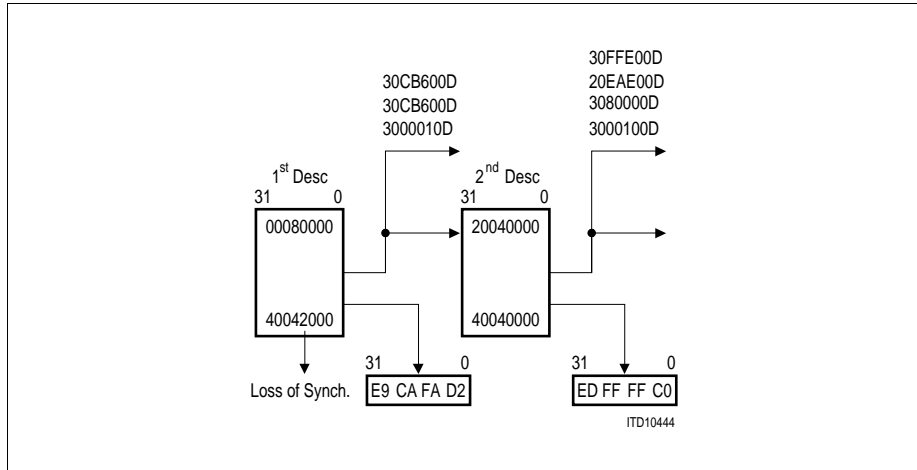 30FFE00D
30CB600D
20EAE00D
30CB600D
3080000D
3000010D
3000100D
1st Desc
2nd Desc
31 0
31 0
00080000
20040000
40042000
40040000
31 0
31 0
Loss of Synch.
E9 CA FA D2
ED FF FF C0
ITD10444